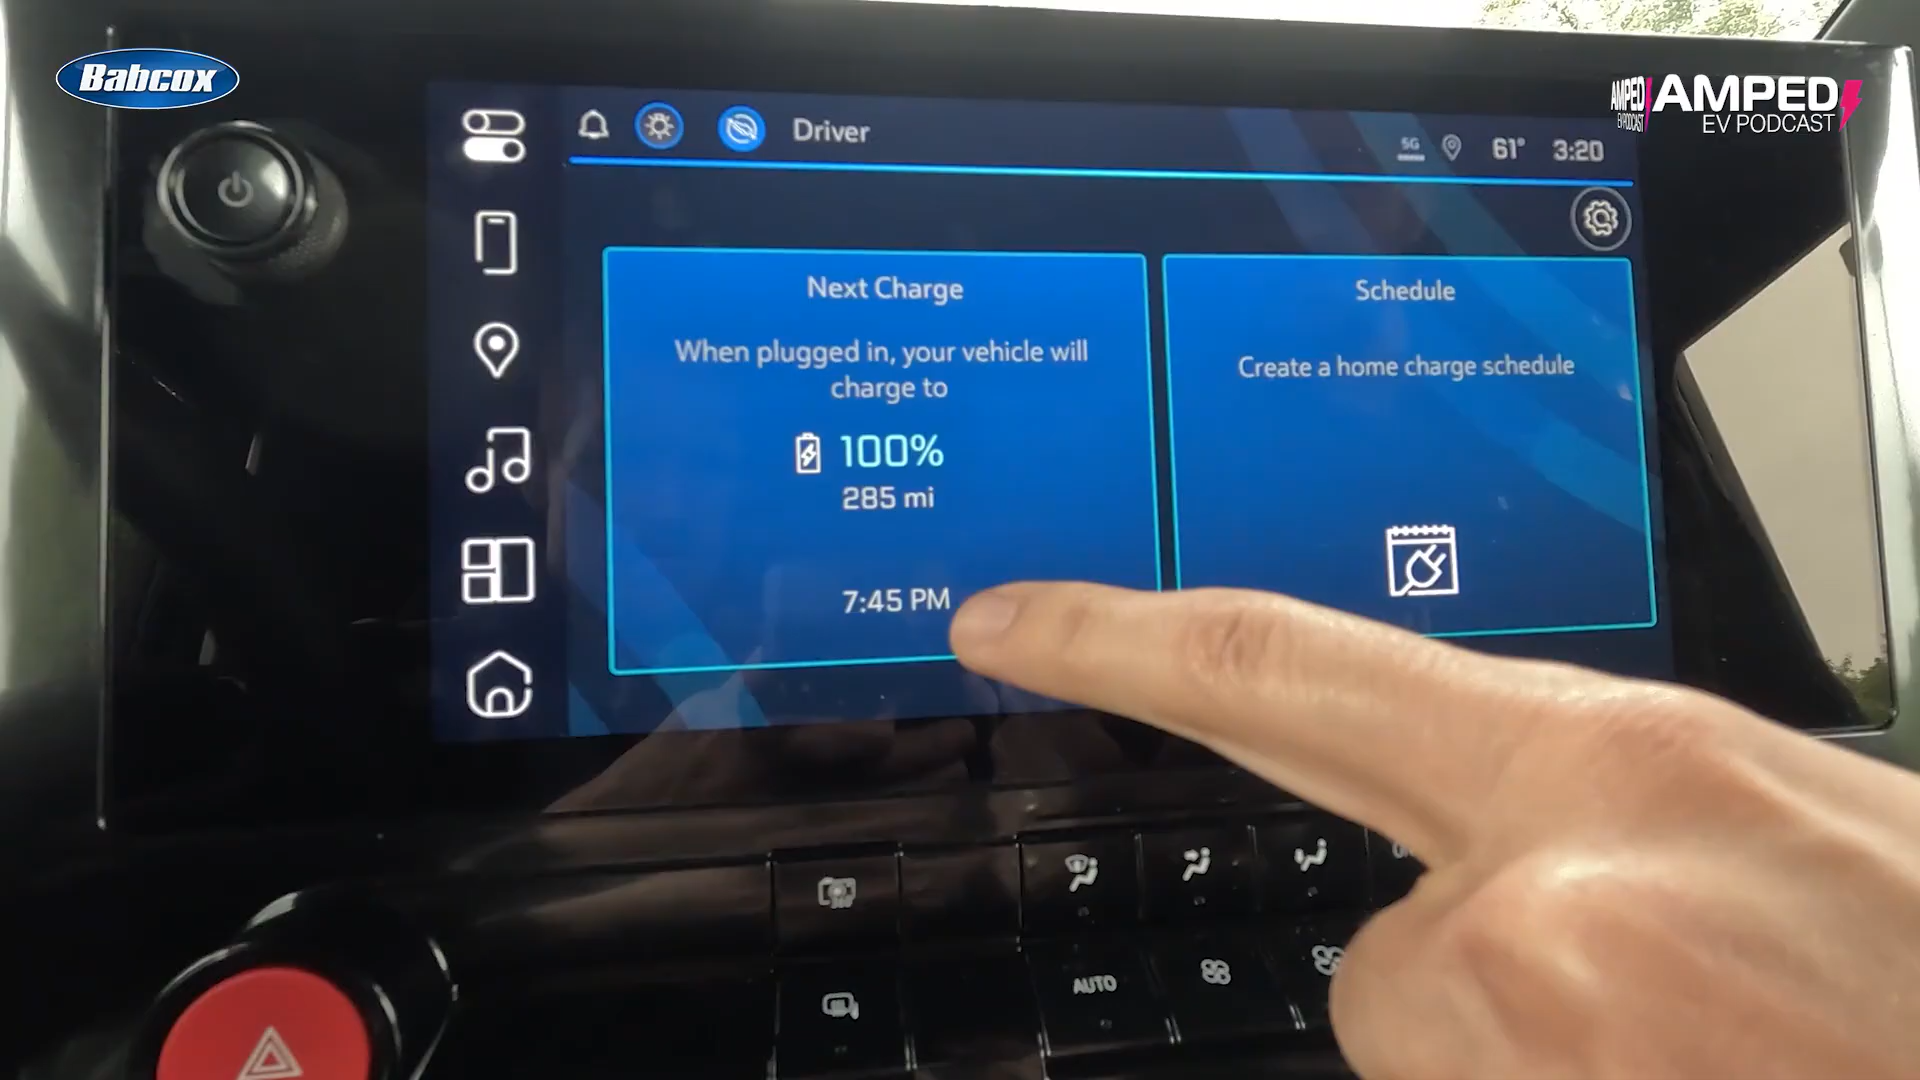 Babcox
AMPED
EV PODCAST
AMPED
EV PODCAST
Driver
5G
61°
3:20
Next Charge
When plugged in, your vehicle will
charge to
100%
285 mi
7:45 PM
Schedule
Create a home charge schedule
AUTO